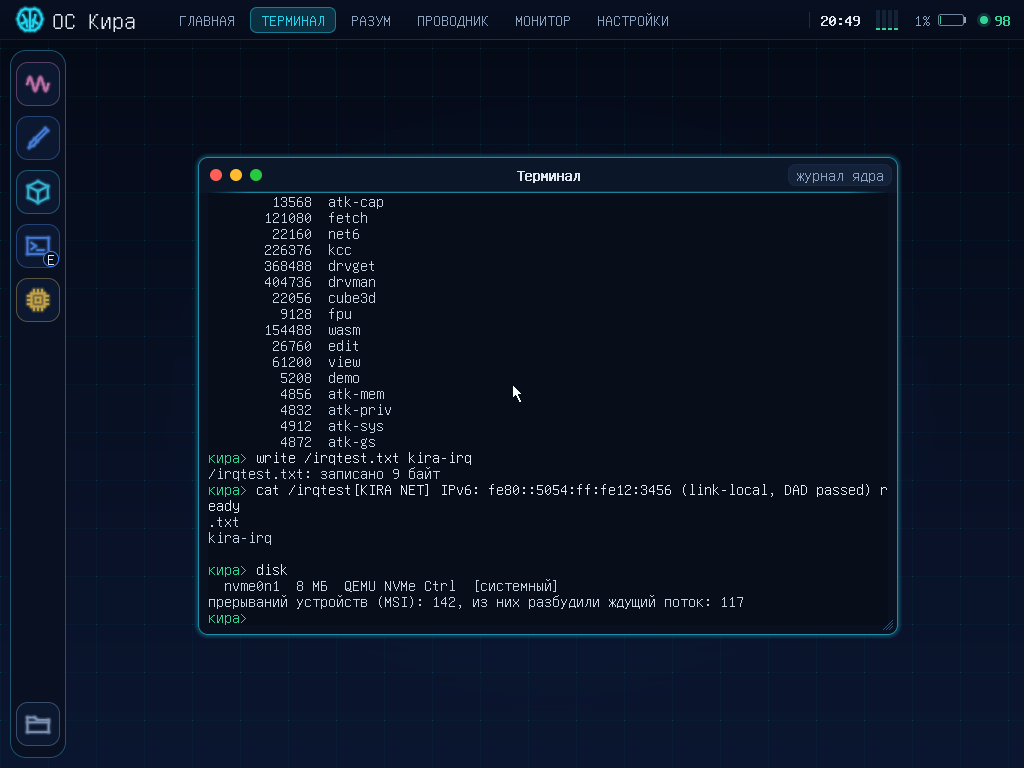 ОС Кира
ГЛАВНАЯ ТЕРМИНАЛ РАЗУМ ПРОВОДНИК МОНИТОР НАСТРОЙКИ
20:49 1% 98
Терминал
журнал ядра
13568 atk-cap
121080 fetch
22160 net6
226376 kcc
368488 drvget
404736 drvman
22056 cube3d
9128 fpu
154488 wasm
26760 edit
61200 view
5208 demo
4856 atk-mem
4832 atk-priv
4912 atk-sys
4872 atk-gs
кира> write /irqtest.txt kira-irq
/irqtest.txt: записано 9 байт
кира> cat /irqtest[KIRA NET] IPv6: fe80::5054:ff:fe12:3456 (link-local, DAD passed) r
eady
.txt
kira-irq
кира> disk
nvme0n1 8 МБ QEMU NVMe Ctrl [системный]
прерываний устройств (MSI): 142, из них разбудили ждущий поток: 117
кира>
E